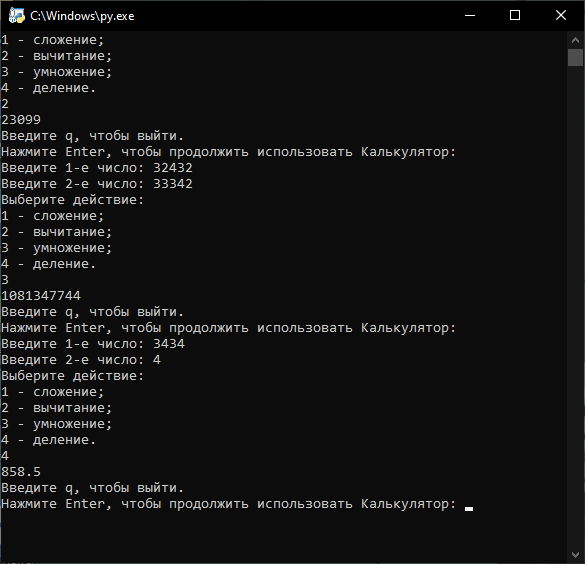 C:\Windows\py.exe
1 - сложение;
2 - вычитание;
3 - умножение;
4 - деление.
2
23099
Введите q, чтобы выйти.
Нажмите Enter, чтобы продолжить использовать Калькулятор:
Введите 1-е число: 32432
Введите 2-е число: 33342
Выберите действие:
1 - сложение;
2 - вычитание;
3 - умножение;
4 - деление.
3
1081347744
Введите q, чтобы выйти.
Нажмите Enter, чтобы продолжить использовать Калькулятор:
Введите 1-е число: 3434
Введите 2-е число: 4
Выберите действие:
1 - сложение;
2 - вычитание;
3 - умножение;
4 - деление.
4
858.5
Введите q, чтобы выйти.
Нажмите Enter, чтобы продолжить использовать Калькулятор: